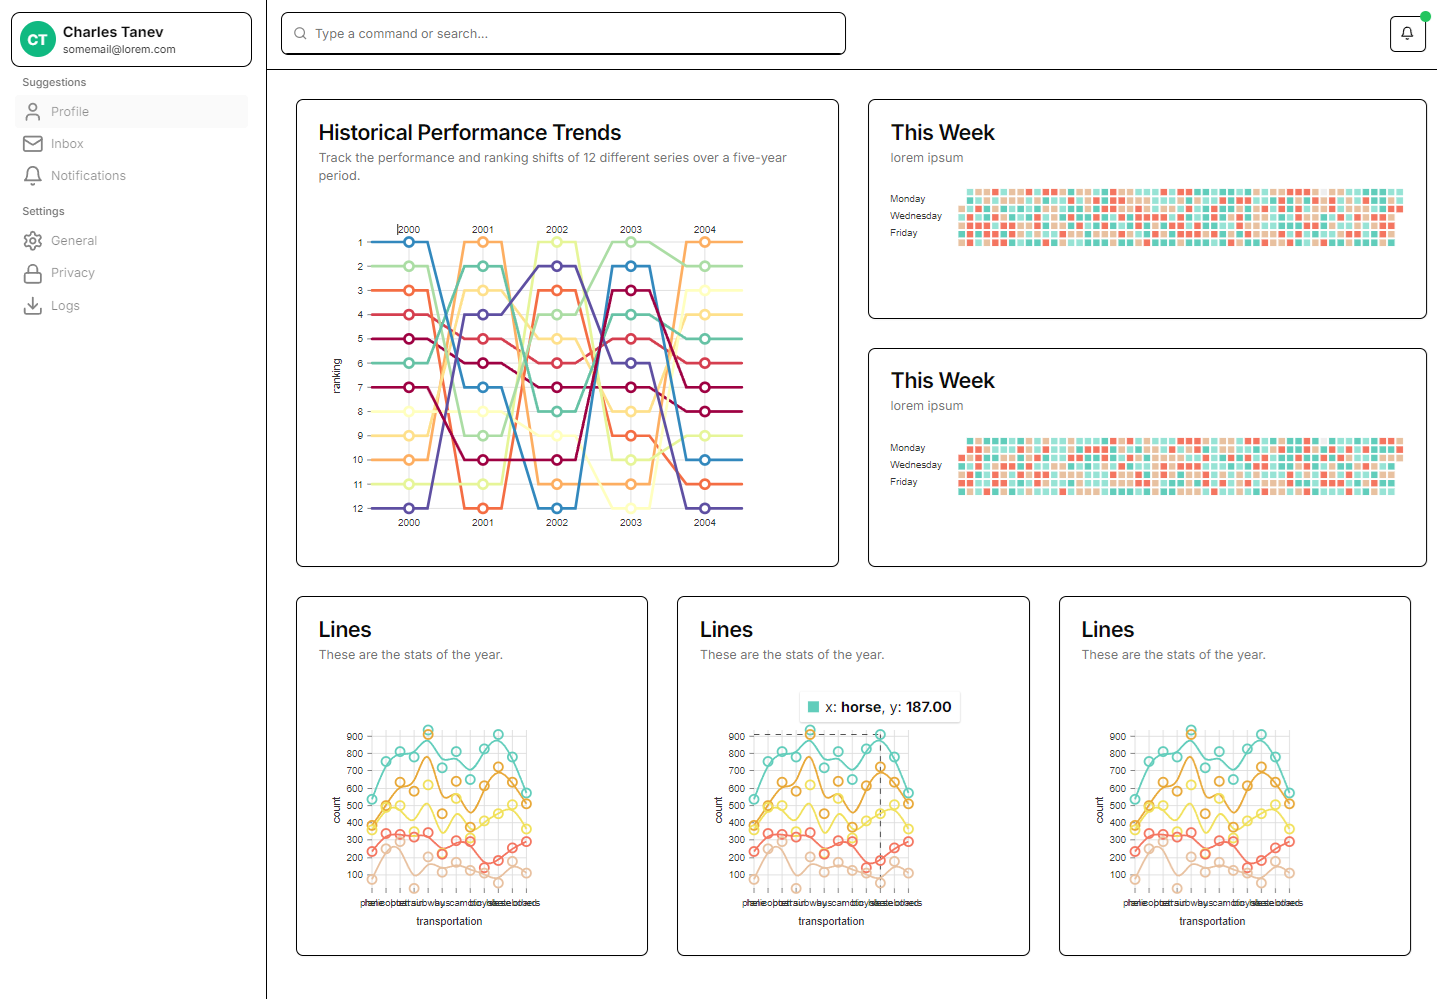 CT
Charles Tanev
somemail@lorem.com
Suggestions
Profile
Inbox
Notifications
Settings
General
Privacy
Logs
Type a command or search...
Historical Performance Trends
Track the performance and ranking shifts of 12 different series over a five-year
period.
2000 2001 2002 2003 2004
1
2
3
4
5
6
7
8
9
10
11
12
ranking
2000 2001 2002 2003 2004
This Week
lorem ipsum
Monday
Wednesday
Friday
This Week
lorem ipsum
Monday
Wednesday
Friday
Lines
These are the stats of the year.
900
800
700
600
500
400
300
200
100
count
transportation
Lines
These are the stats of the year.
x: horse, y: 187.00
900
800
700
600
500
400
300
200
100
count
transportation
Lines
These are the stats of the year.
900
800
700
600
500
400
300
200
100
count
transportation